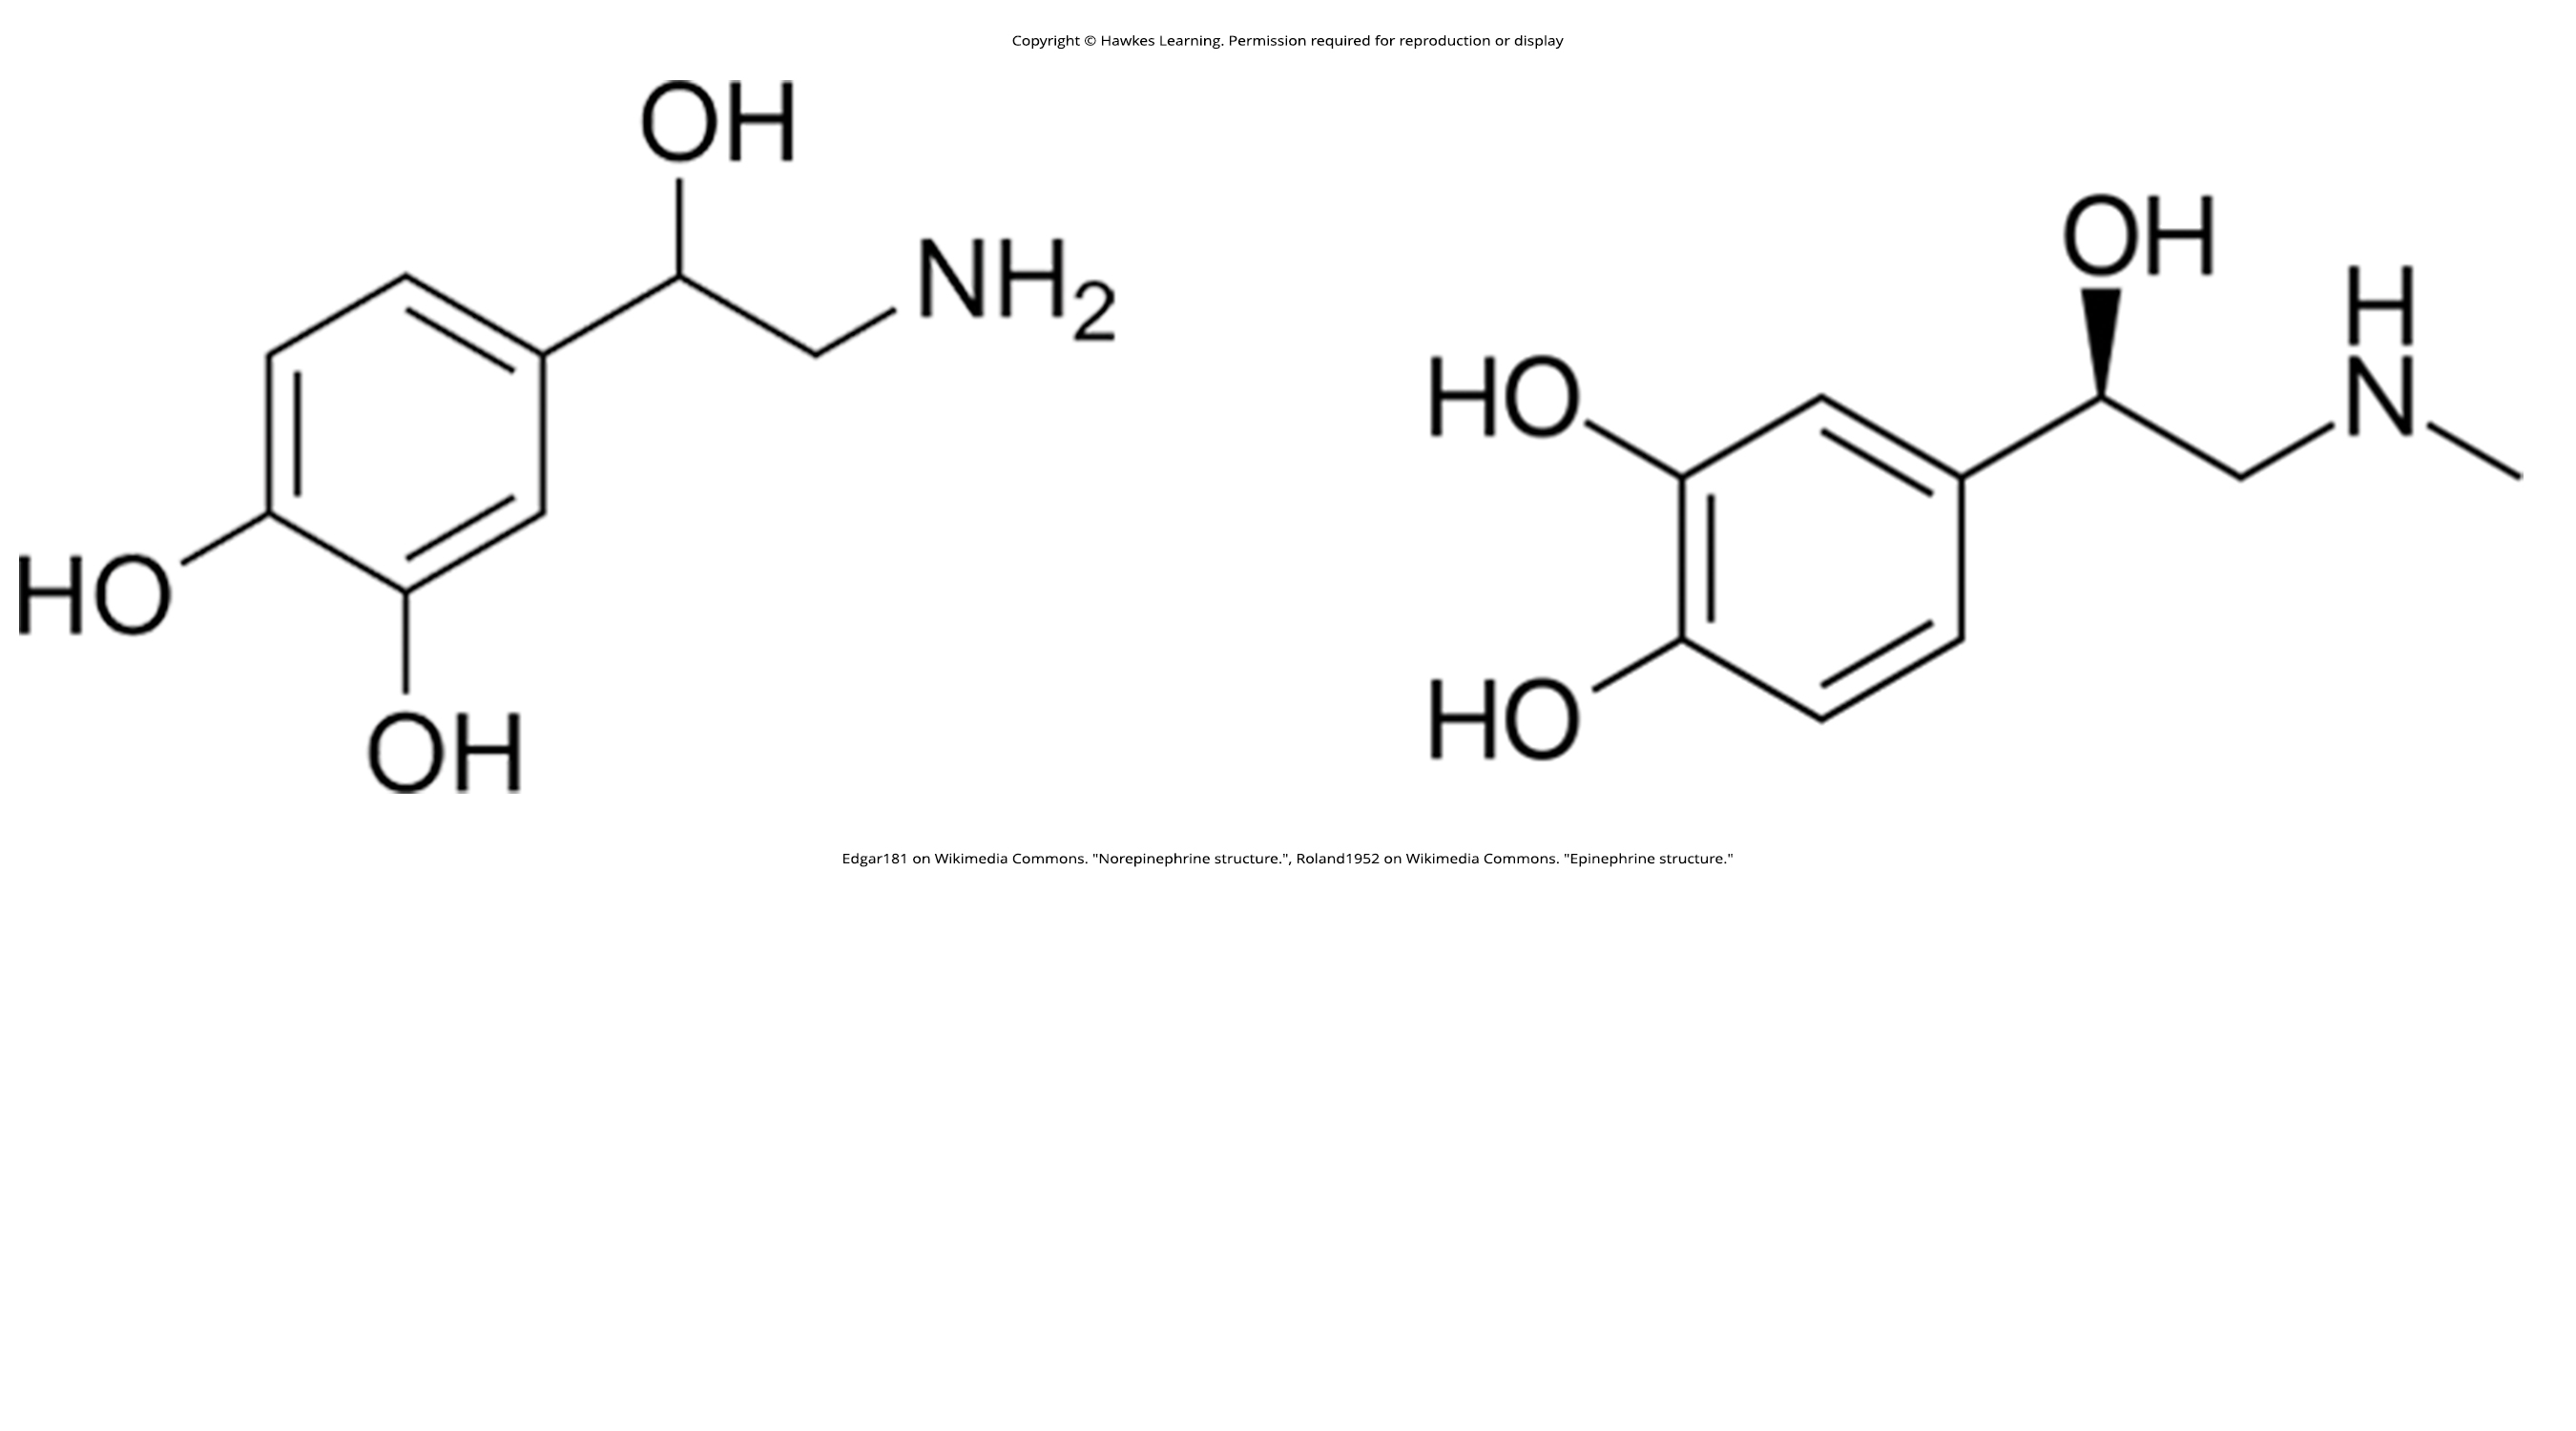 Copyright © Hawkes Learning. Permission required for reproduction or display
OH
NH2
HO
OH
OH
H
N
HO
HO
Edgar181 on Wikimedia Commons. "Norepinephrine structure.", Roland1952 on Wikimedia Commons. "Epinephrine structure."